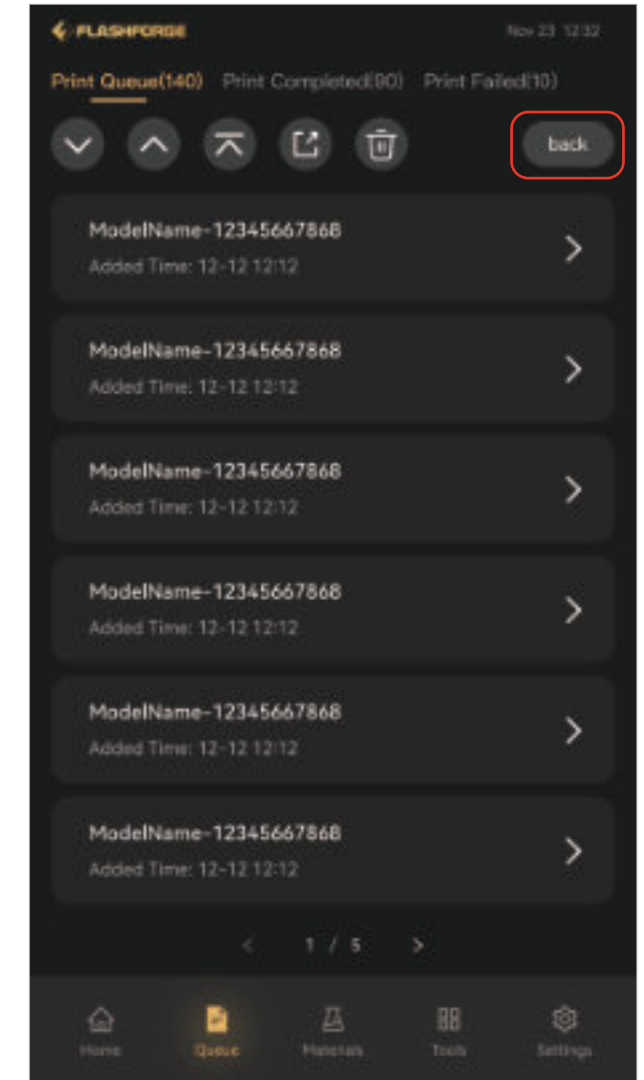 FLASHFORGE
Nov 23 12:32
Print Queue(140) Print Completed(90) Print Failed(10)
back
ModelName-12345667868
Added Time: 12-12 12:12
ModelName-12345667868
Added Time: 12-12 12:12
ModelName-12345667868
Added Time: 12-12 12:12
ModelName-12345667868
Added Time: 12-12 12:12
ModelName-12345667868
Added Time: 12-12 12:12
ModelName-12345667868
Added Time: 12-12 12:12
< 1 / 5 >
Home Queue Materials Tools Settings